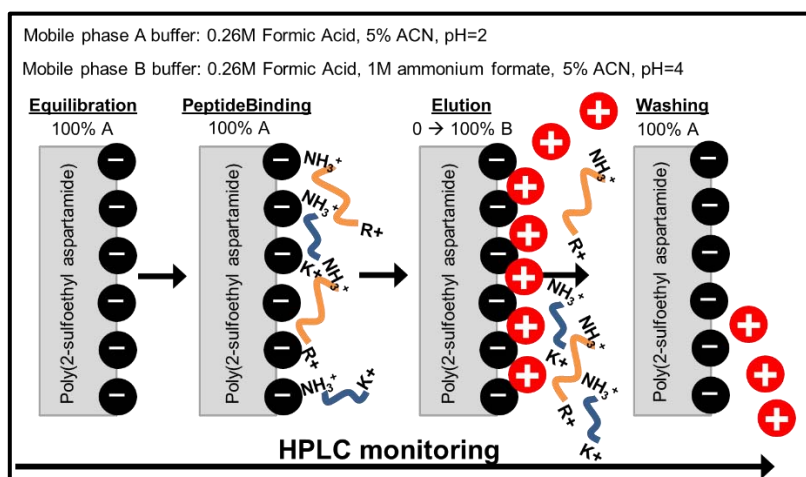 Mobile phase A buffer: 0.26M Formic Acid, 5% ACN, pH=2
Mobile phase B buffer: 0.26M Formic Acid, 1M ammonium formate, 5% ACN, pH=4
Equilibration
100% A
PeptideBinding
100% A
Elution
0 → 100% B
Washing
100% A
Poly(2-sulfoethyl aspartamide)
− − − − − −
Poly(2-sulfoethyl aspartamide)
− − − − − −
NH₃⁺
R+
NH₃⁺
K+
NH₃⁺
R+
NH₃⁺
K+
Poly(2-sulfoethyl aspartamide)
− − − − − −
+ + + + + + + +
NH₃⁺
R+
NH₃⁺
K+
NH₃⁺
R+
NH₃⁺
K+
Poly(2-sulfoethyl aspartamide)
− − − − − −
+ + +
HPLC monitoring